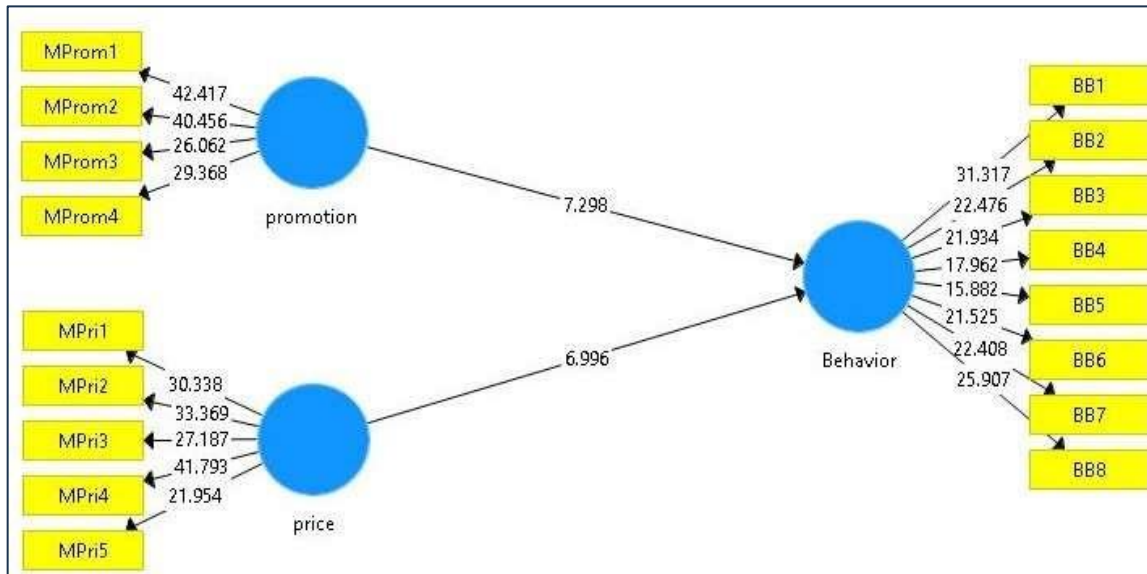 MProm1
MProm2
MProm3
MProm4
42.417
40.456
26.062
29.368
promotion
7.298
MPri1
MPri2
MPri3
MPri4
MPri5
30.338
33.369
27.187
41.793
21.954
price
6.996
Behavior
31.317
22.476
21.934
17.962
15.882
21.525
22.408
25.907
BB1
BB2
BB3
BB4
BB5
BB6
BB7
BB8